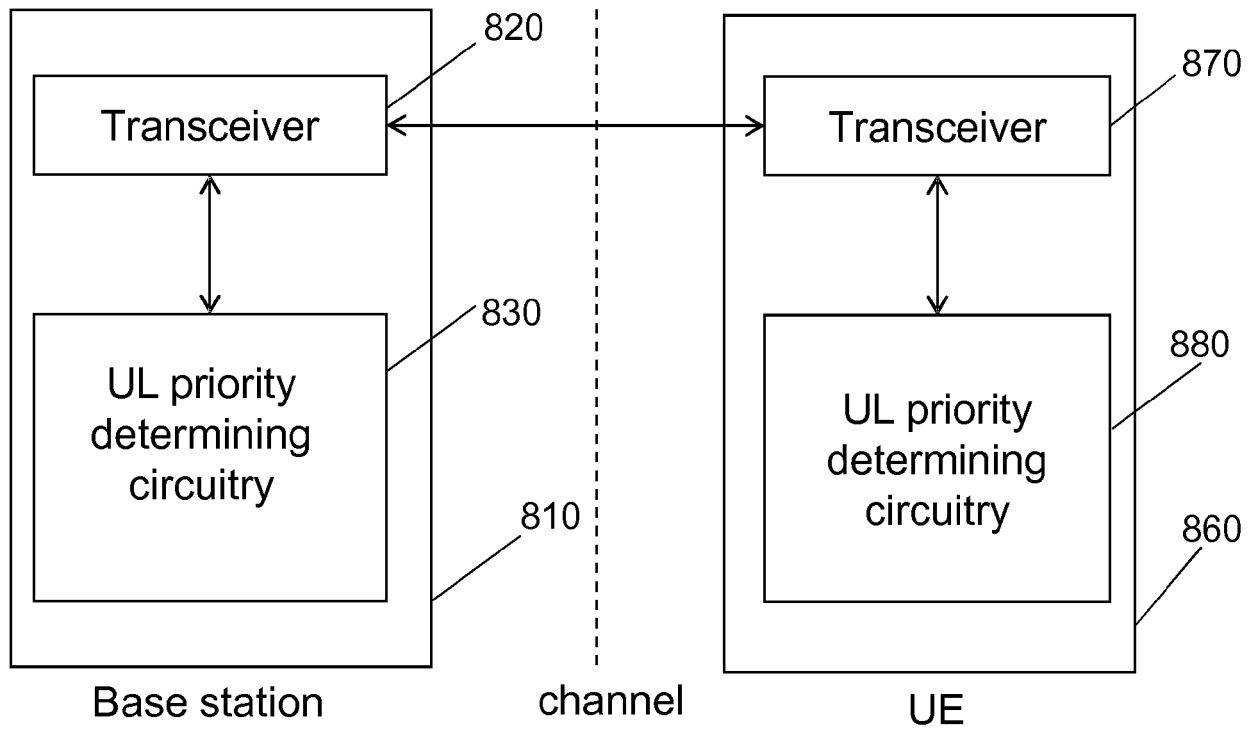 820
Transceiver
830
UL priority
determining
circuitry
810
Base station
channel
870
Transceiver
880
UL priority
determining
circuitry
860
UE